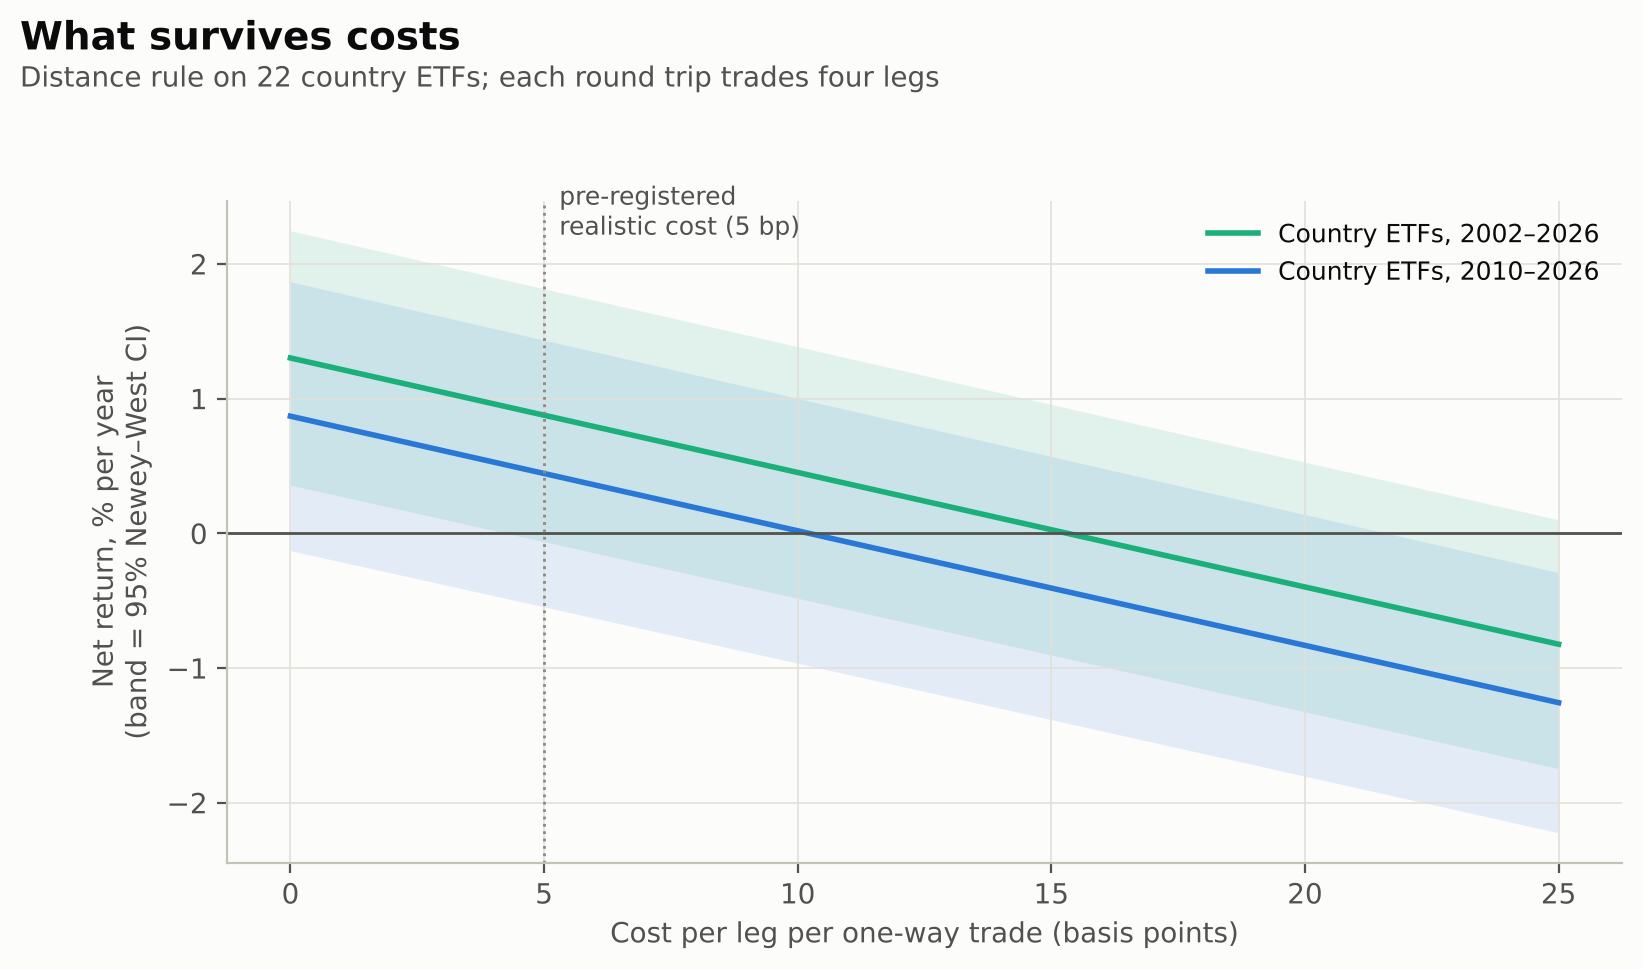 What survives costs
Distance rule on 22 country ETFs; each round trip trades four legs
pre-registered
realistic cost (5 bp)
Country ETFs, 2002–2026
Country ETFs, 2010–2026
Net return, % per year
(band = 95% Newey–West CI)
2
1
0
−1
−2
0
5
10
15
20
25
Cost per leg per one-way trade (basis points)